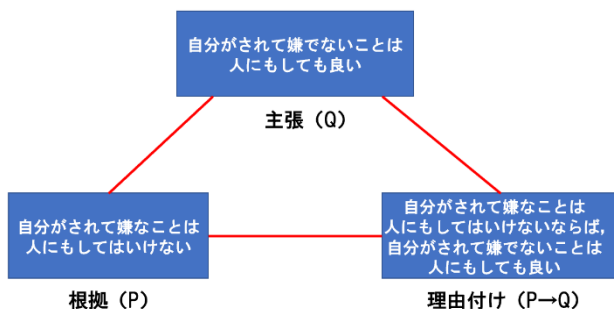 自分がされて嫌でないことは
人にもしても良い
主張（Q）
自分がされて嫌なことは
人にもしてはいけない
根拠（P）
自分がされて嫌なことは
人にもしてはいけないならば，
自分がされて嫌でないことは
人にもしても良い
理由付け（P→Q）